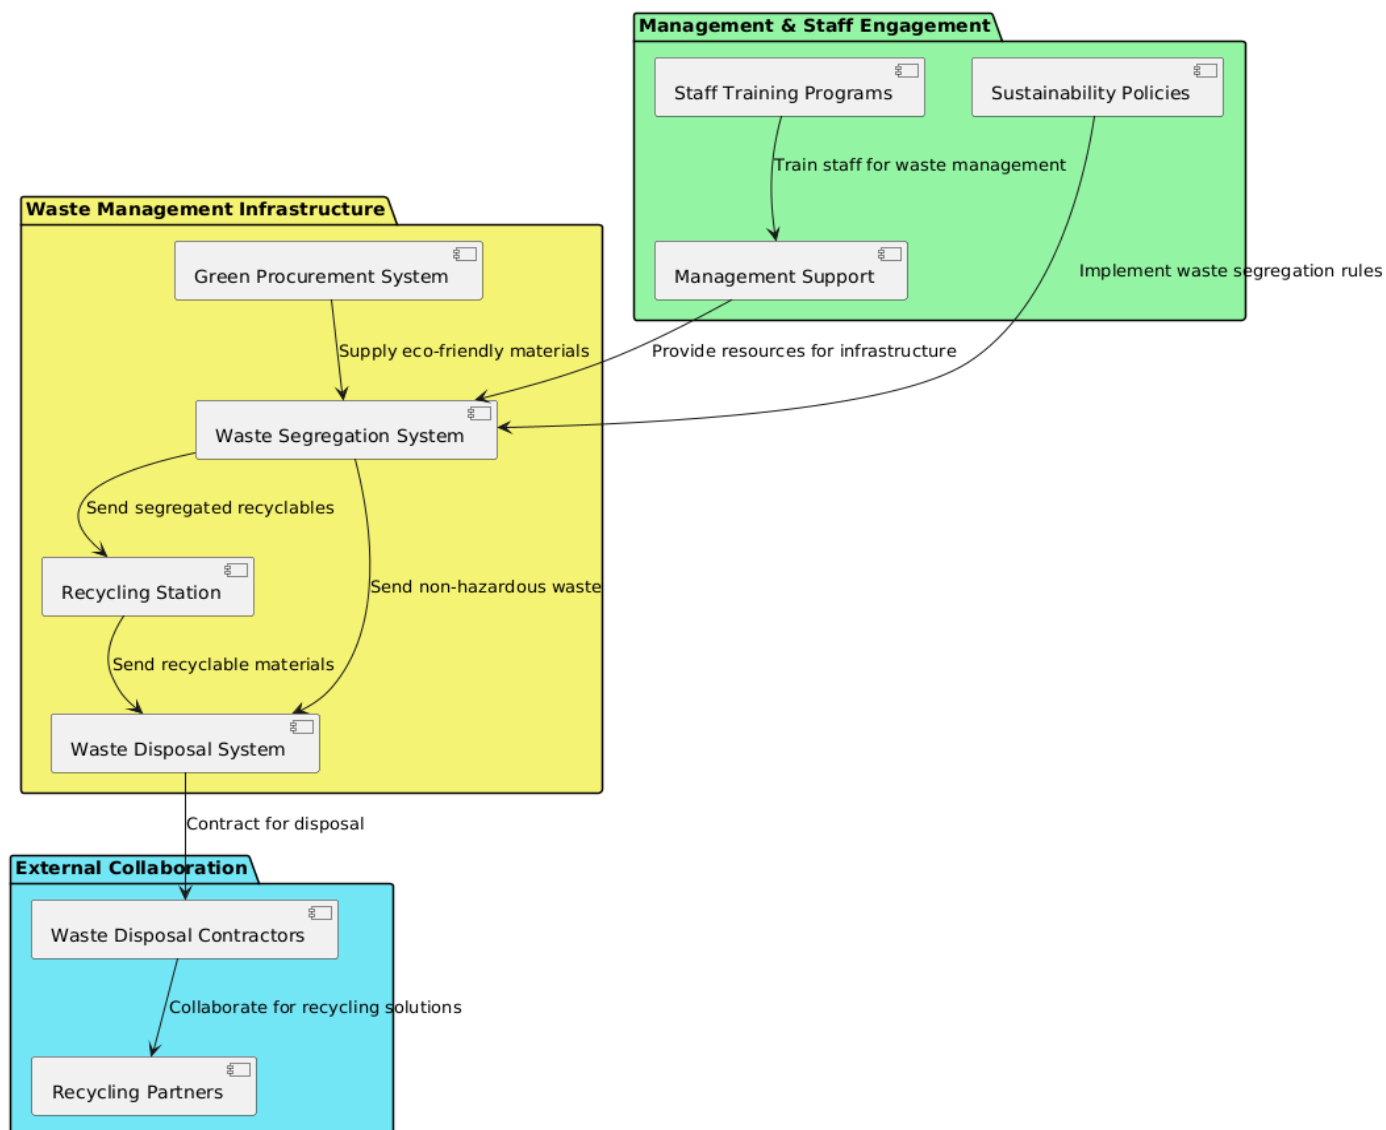 Management & Staff Engagement
Staff Training Programs
Sustainability Policies
Train staff for waste management
Waste Management Infrastructure
Green Procurement System
Management Support
Implement waste segregation rules
Supply eco-friendly materials
Provide resources for infrastructure
Waste Segregation System
Send segregated recyclables
Send non-hazardous waste
Recycling Station
Send recyclable materials
Waste Disposal System
Contract for disposal
External Collaboration
Waste Disposal Contractors
Collaborate for recycling solutions
Recycling Partners